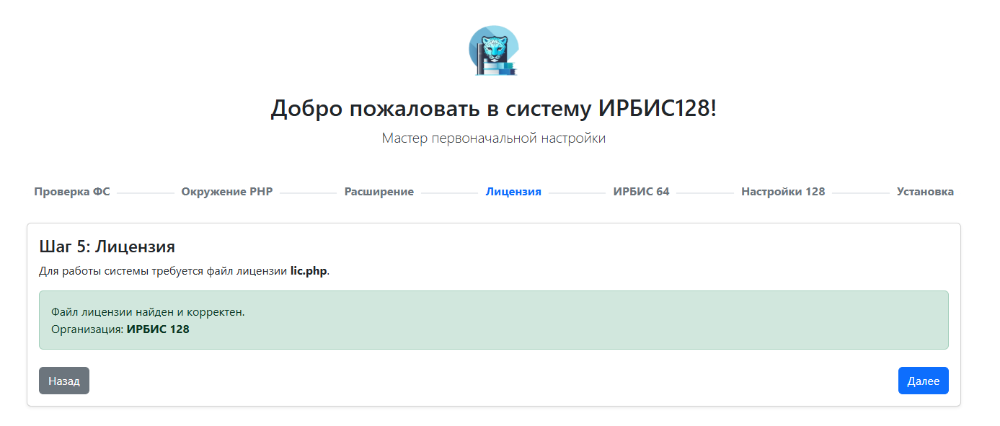 Добро пожаловать в систему ИРБИС128!
Мастер первоначальной настройки
Проверка ФС Окружение PHP Расширение Лицензия ИРБИС 64 Настройки 128 Установка
Шаг 5: Лицензия
Для работы системы требуется файл лицензии lic.php.
Файл лицензии найден и корректен.
Организация: ИРБИС 128
Назад Далее